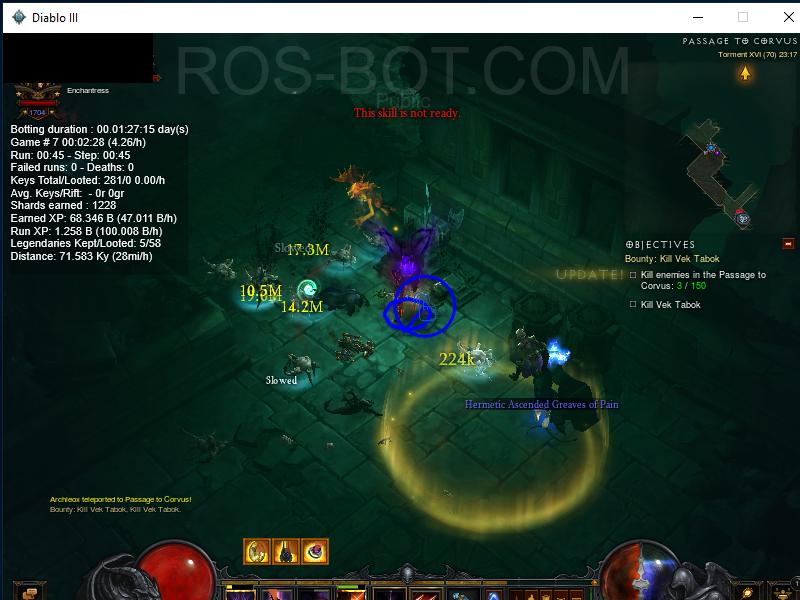 Diablo III
ROS-BOT.COM
Public
PASSAGE TO CORVUS
Torment XVI (70) 23:17
Enchantress
1704
This skill is not ready.
Botting duration : 00.01:27:15 day(s)
Game # 7 00:02:28 (4.26/h)
Run: 00:45 - Step: 00:45
Failed runs: 0 - Deaths: 0
Keys Total/Looted: 281/0 0.00/h
Avg. Keys/Rift: - 0r 0gr
Shards earned : 1228
Earned XP: 68.346 B (47.011 B/h)
Run XP: 1.258 B (100.008 B/h)
Legendaries Kept/Looted: 5/58
Distance: 71.583 Ky (28mi/h)
OBJECTIVES
Bounty: Kill Vek Tabok
UPDATE!
Kill enemies in the Passage to
Corvus: 3 / 150
Kill Vek Tabok
Slowed
17.3M
10.5M
14.2M
224k
Slowed
Hermetic Ascended Greaves of Pain
Archieox teleported to Passage to Corvus!
Bounty: Kill Vek Tabok, Kill Vek Tabok.